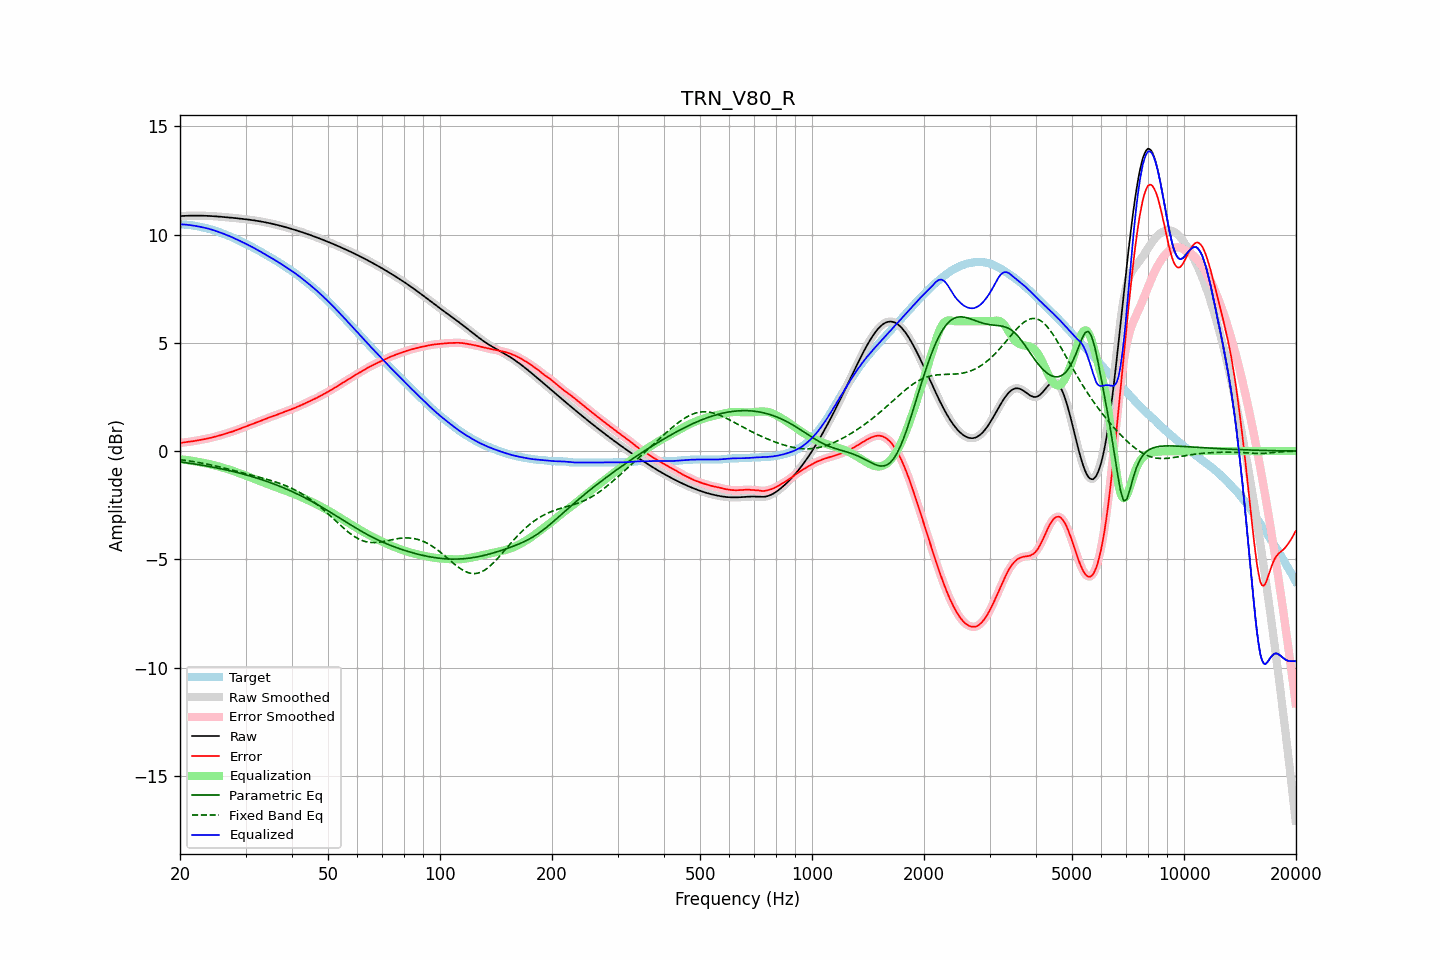 TRN_V80_R
15
10
5
0
−5
−10
−15
Amplitude (dBr)
Target
Raw Smoothed
Error Smoothed
Raw
Error
Equalization
Parametric Eq
Fixed Band Eq
Equalized
20 50 100 200 500 1000 2000 5000 10000 20000
Frequency (Hz)